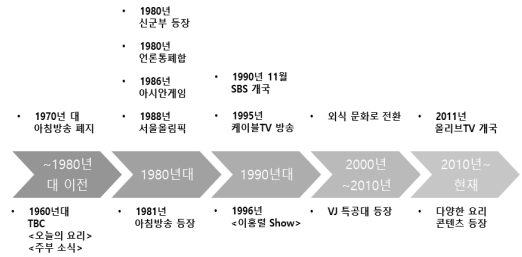 • 1980년
신군부 등장
• 1980년
언론통폐합
• 1986년
아시안게임
• 1988년
서울올림픽
• 1970년 대
아침방송 폐지
• 1990년 11월
SBS 개국
• 1995년
케이블TV 방송
• 외식 문화로 전환
• 2011년
올리브TV 개국
~1980년
대 이전
1980년대
1990년대
2000년
~2010년
2010년~
현재
• 1960년대
TBC
<오늘의 요리>
<주부 소식>
• 1981년
아침방송 등장
• 1996년
<이홍렬 Show>
• VJ 특공대 등장
• 다양한 요리
콘텐츠 등장